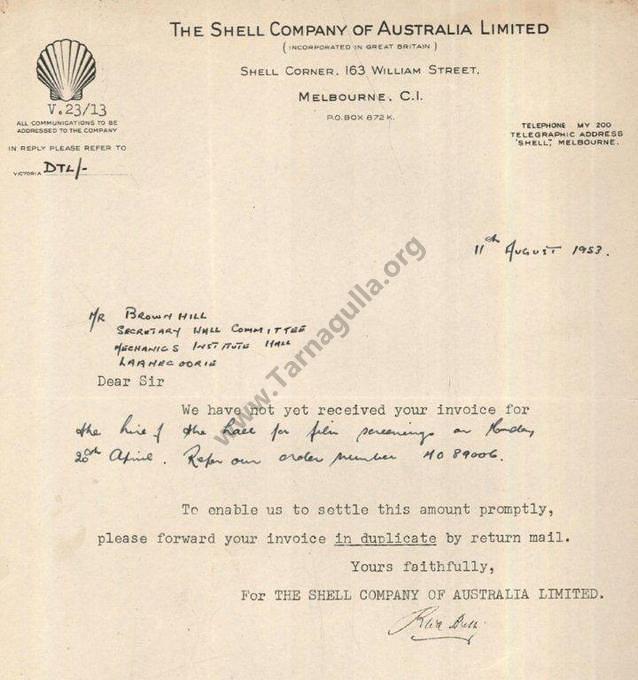 THE SHELL COMPANY OF AUSTRALIA LIMITED
(INCORPORATED IN GREAT BRITAIN)
SHELL CORNER, 163 WILLIAM STREET,
MELBOURNE, C.1.
P.O. BOX 872 K.
V.23/13
ALL COMMUNICATIONS TO BE
ADDRESSED TO THE COMPANY
IN REPLY PLEASE REFER TO
VICTORIA DTL/-
TELEPHONE MY 200
TELEGRAPHIC ADDRESS
"SHELL", MELBOURNE.
11th AUGUST 1953.
MR BROWNHILL
SECRETARY HALL COMMITTEE
MECHANICS INSTITUTE HALL
LAANECOORIE
Dear Sir
We have not yet received your invoice for
the hire of the hall for film screenings on Monday
20th April. Refer our order number MO 89006.
To enable us to settle this amount promptly,
please forward your invoice in duplicate by return mail.
Yours faithfully,
For THE SHELL COMPANY OF AUSTRALIA LIMITED.
www.Tarnagulla.org